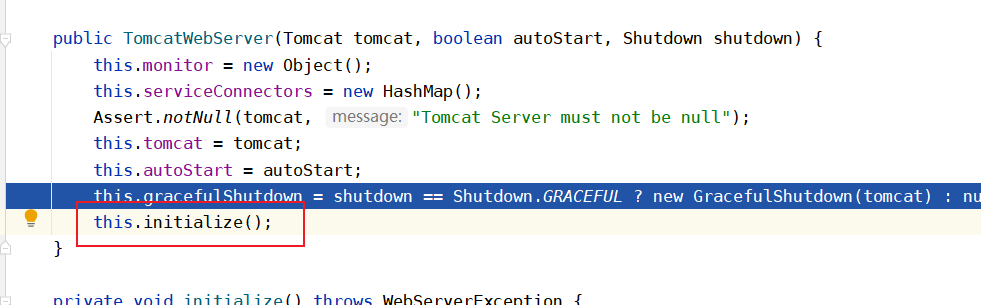 public TomcatWebServer(Tomcat tomcat, boolean autoStart, Shutdown shutdown) {
this.monitor = new Object();
this.serviceConnectors = new HashMap();
Assert.notNull(tomcat, message: "Tomcat Server must not be null");
this.tomcat = tomcat;
this.autoStart = autoStart;
this.gracefulShutdown = shutdown == Shutdown.GRACEFUL ? new GracefulShutdown(tomcat) : nu
this.initialize();
}
private void initialize() throws WebServerException {